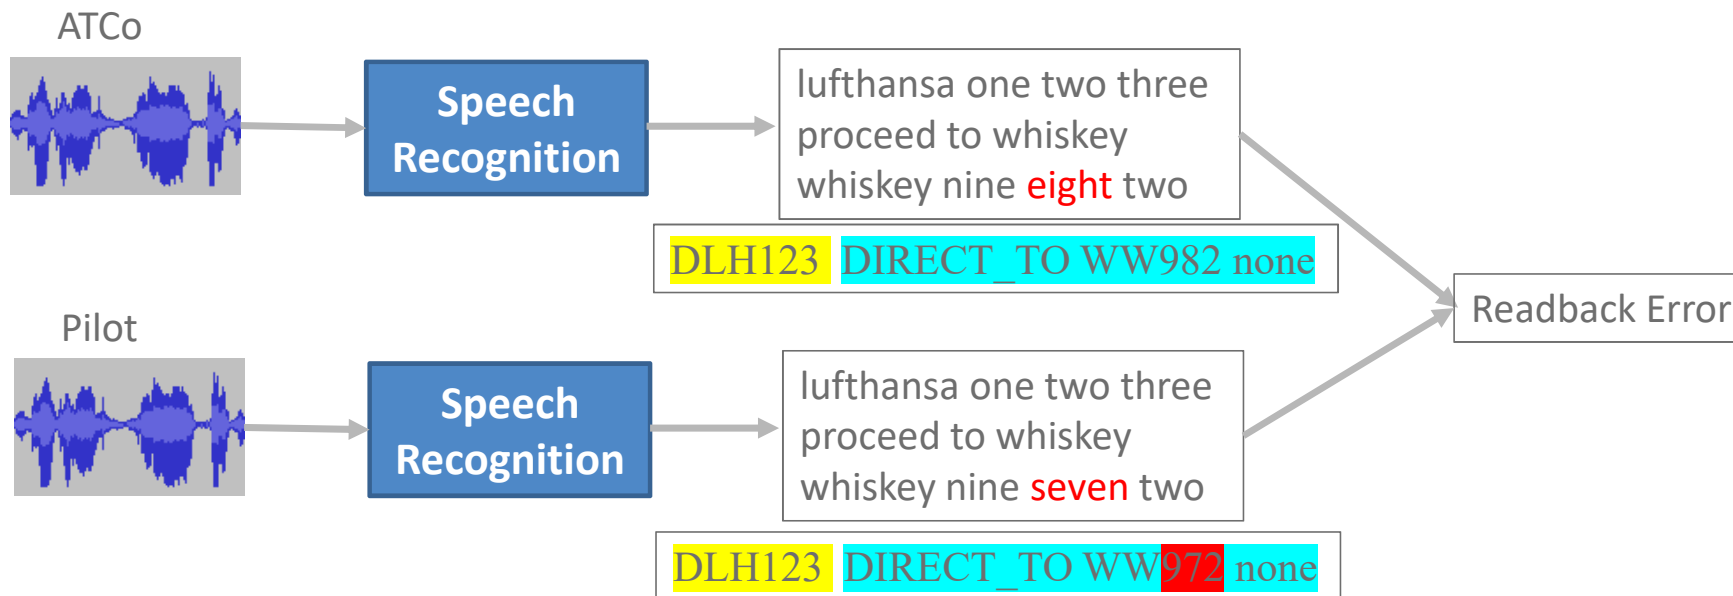 ATCo
Speech
Recognition
lufthansa one two three
proceed to whiskey
whiskey nine eight two
DLH123 DIRECT_TO WW982 none
Readback Error
Pilot
Speech
Recognition
lufthansa one two three
proceed to whiskey
whiskey nine seven two
DLH123 DIRECT_TO WW972 none